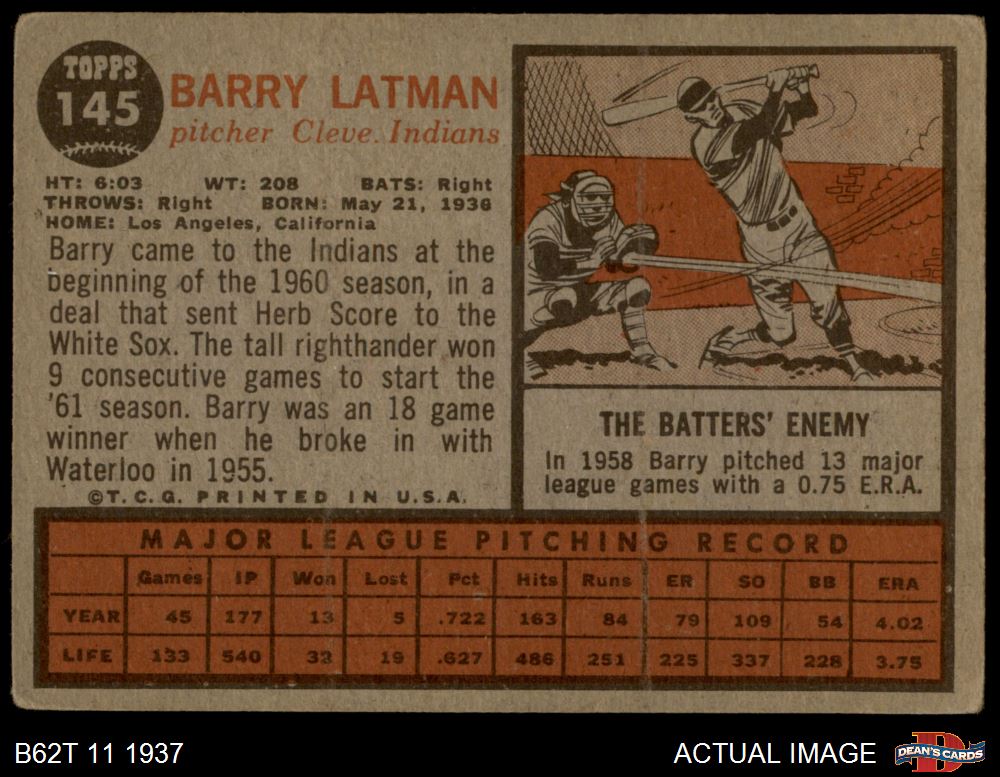 TOPPS
145
BARRY LATMAN
pitcher Cleve. Indians
HT: 6:03 WT: 208 BATS: Right
THROWS: Right BORN: May 21, 1936
HOME: Los Angeles, California
Barry came to the Indians at the
beginning of the 1960 season, in a
deal that sent Herb Score to the
White Sox. The tall righthander won
9 consecutive games to start the
'61 season. Barry was an 18 game
winner when he broke in with
Waterloo in 1955.
©T.C.G. PRINTED IN U.S.A.
THE BATTERS' ENEMY
In 1958 Barry pitched 13 major
league games with a 0.75 E.R.A.
MAJOR LEAGUE PITCHING RECORD
Games IP Won Lost Pct Hits Runs ER SO BB ERA
YEAR 45 177 13 5 .722 163 84 79 109 54 4.02
LIFE 133 540 32 19 .627 486 251 225 337 228 3.75
B62T 11 1937
ACTUAL IMAGE
D
DEAN'S CARDS